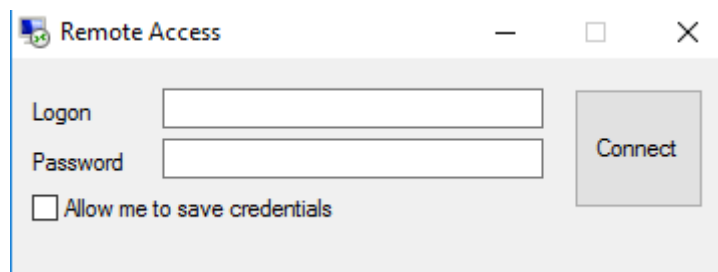 Remote Access
Logon
Password
Connect
Allow me to save credentials